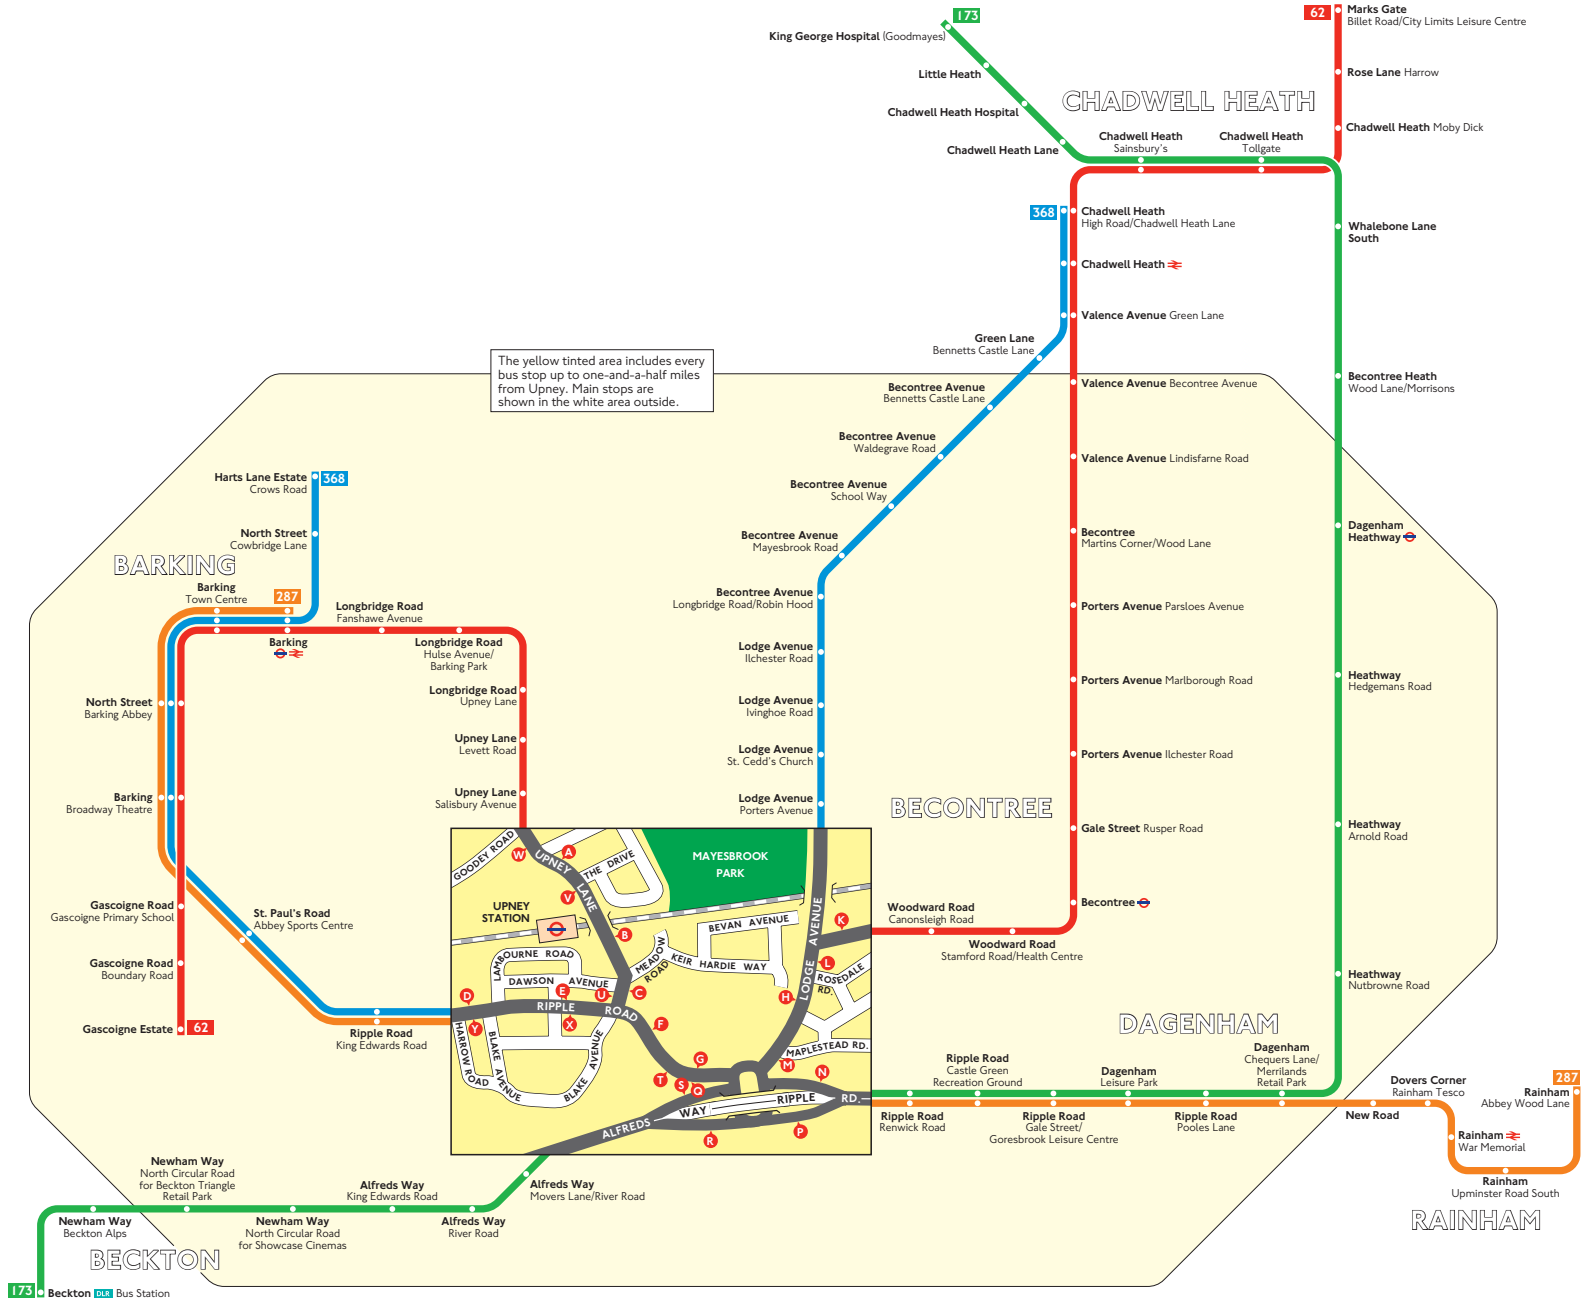 173
King George Hospital (Goodmayes)
Little Heath
Chadwell Heath Hospital
Chadwell Heath Lane
CHADWELL HEATH
62
Marks Gate
Billet Road/City Limits Leisure Centre
Rose Lane Harrow
Chadwell Heath Moby Dick
Chadwell Heath
Sainsbury's
Chadwell Heath
Tollgate
368
Chadwell Heath
High Road/Chadwell Heath Lane
Chadwell Heath
Valence Avenue Green Lane
Whalebone Lane
South
Green Lane
Bennetts Castle Lane
The yellow tinted area includes every
bus stop up to one-and-a-half miles
from Upney. Main stops are
shown in the white area outside.
Becontree Avenue
Bennetts Castle Lane
Valence Avenue Becontree Avenue
Becontree Heath
Wood Lane/Morrisons
Becontree Avenue
Waldegrave Road
Valence Avenue Lindisfarne Road
Becontree Avenue
School Way
Becontree Avenue
Mayesbrook Road
Becontree
Martins Corner/Wood Lane
Dagenham
Heathway
Harts Lane Estate
Crows Road
368
North Street
Cowbridge Lane
BARKING
Barking
Town Centre
287
Longbridge Road
Fanshawe Avenue
Barking
Longbridge Road
Hulse Avenue/
Barking Park
Longbridge Road
Upney Lane
Upney Lane
Levett Road
Upney Lane
Salisbury Avenue
North Street
Barking Abbey
Barking
Broadway Theatre
Becontree Avenue
Longbridge Road/Robin Hood
Lodge Avenue
Ilchester Road
Lodge Avenue
Ivinghoe Road
Lodge Avenue
St. Cedd's Church
Lodge Avenue
Porters Avenue
Porters Avenue Parsloes Avenue
Porters Avenue Marlborough Road
Porters Avenue Ilchester Road
BECONTREE
Gale Street Rusper Road
Becontree
Heathway
Hedgemans Road
Heathway
Arnold Road
Heathway
Nutbrowne Road
Gascoigne Road
Gascoigne Primary School
Gascoigne Road
Boundary Road
Gascoigne Estate
62
St. Paul's Road
Abbey Sports Centre
Ripple Road
King Edwards Road
GOODEY ROAD
W
UPNEY
LANE
A
THE DRIVE
V
MAYESBROOK
PARK
UPNEY
STATION
B
LAMBOURNE ROAD
DAWSON AVENUE
MEADOW
ROAD
BEVAN AVENUE
KEIR HARDIE WAY
LODGE AVENUE
K
L
ROSEDALE
RD.
H
D
E
U
C
RIPPLE ROAD
Y
X
F
HARROW ROAD
BLAKE AVENUE
BLAKE AVENUE
G
T
S
Q
M
MAPLESTEAD RD.
N
ALFREDS WAY
RIPPLE RD.
R
P
Woodward Road
Canonsleigh Road
Woodward Road
Stamford Road/Health Centre
DAGENHAM
Ripple Road
Castle Green
Recreation Ground
Dagenham
Leisure Park
Dagenham
Chequers Lane/
Merrilands
Retail Park
Ripple Road
Renwick Road
Ripple Road
Gale Street/
Goresbrook Leisure Centre
Ripple Road
Pooles Lane
New Road
Dovers Corner
Rainham Tesco
287
Rainham
Abbey Wood Lane
Rainham
War Memorial
Rainham
Upminster Road South
RAINHAM
Newham Way
North Circular Road
for Beckton Triangle
Retail Park
Alfreds Way
King Edwards Road
Alfreds Way
Movers Lane/River Road
Newham Way
Beckton Alps
Newham Way
North Circular Road
for Showcase Cinemas
Alfreds Way
River Road
BECKTON
173
Beckton DLR Bus Station